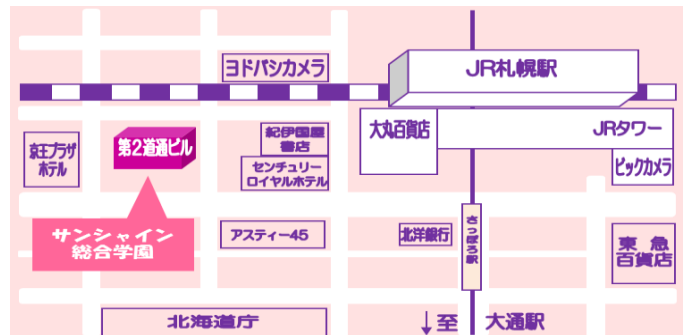 ヨドバシカメラ
JR札幌駅
京王プラザ
ホテル
第2道通ビル
紀伊国屋
書店
センチュリー
ロイヤルホテル
大丸百貨店
JRタワー
ビックカメラ
サンシャイン
総合学園
アスティー45
北洋銀行
さっぽろ駅
東急
百貨店
北海道庁
↓至 大通駅